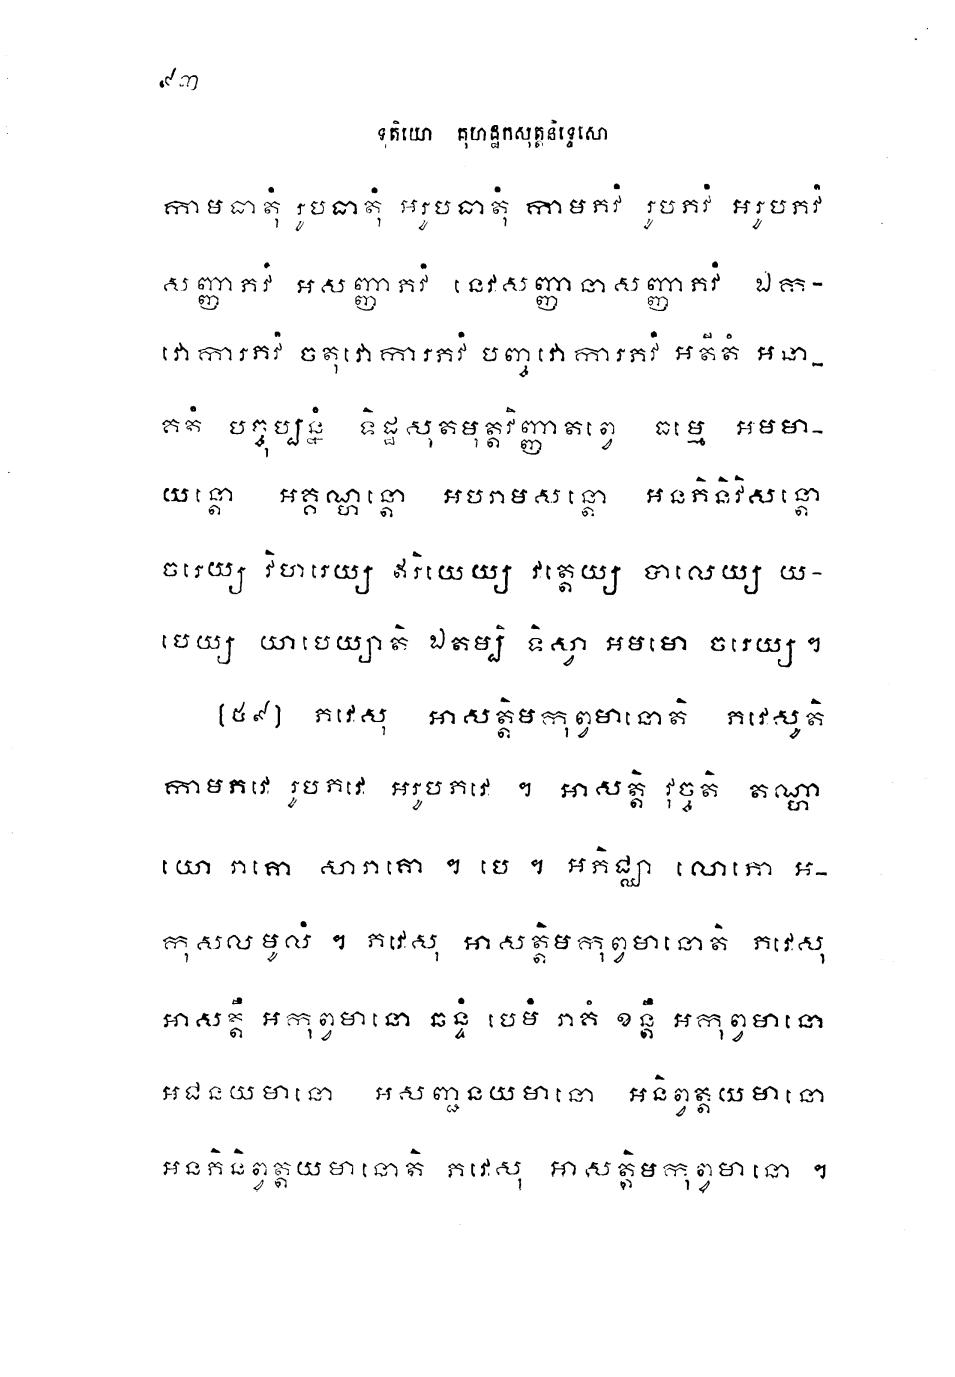 ៩៣
ទុតិយោ គុហដ្ឋកសុត្តនិទ្ទេសោ
កាមធាតុំ រូបធាតុំ អរូបធាតុំ កាមភវំ រូបភវំ អរូបភវំ
សញ្ញាភវំ អសញ្ញាភវំ នេវសញ្ញានាសញ្ញាភវំ ឯក-
វោការភវំ ចតុវោការភវំ បញ្ចវោការភវំ អតីតំ អនា-
គតំ បច្ចុប្បន្នំ ទិដ្ឋសុតមុត្តវិញ្ញាតព្វេ ធម្មេ អមមា-
យន្តោ អគ្គណ្ហន្តោ អបរាមសន្តោ អនភិនិវិសន្តោ
ចរេយ្យ វិហរេយ្យ ឥរិយេយ្យ វត្តេយ្យ បាលេយ្យ យ-
បេយ្យ យាបេយ្យាតិ ឯតម្បិ ទិស្វា អមមោ ចរេយ្យ ។
(៥៩) ភវេសុ អាសត្តិមកុព្វមានោតិ ភវេសូតិ
កាមភវេ រូបភវេ អរូបភវេ ។ អាសត្តិ វុច្ចតិ តណ្ហា
យោ រាគោ សារាគោ ។ បេ ។ អភិជ្ឈា លោភោ អ-
កុសលមូលំ ។ ភវេសុ អាសត្តិមកុព្វមានោតិ ភវេសុ
អាសត្តឹ អកុព្វមានោ ឆន្ទំ បេមំ រាគំ ខន្តឹ អកុព្វមានោ
អជនយមានោ អសញ្ជនយមានោ អនិព្វត្តយមានោ
អនភិនិព្វត្តយមានោតិ ភវេសុ អាសត្តិមកុព្វមានោ ។